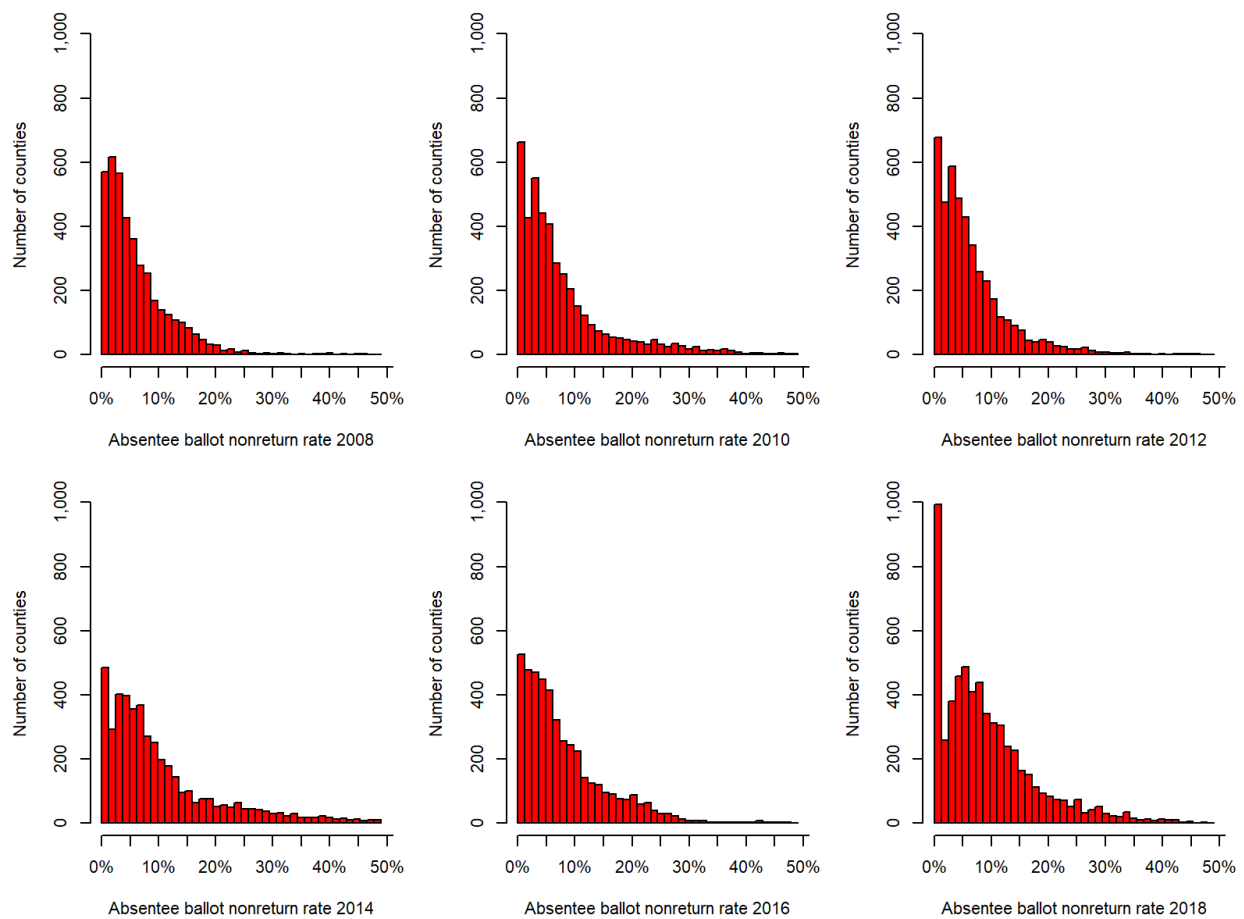 1,000
800
600
400
200
0
Number of counties
0% 10% 20% 30% 40% 50%
Absentee ballot nonreturn rate 2008
1,000
800
600
400
200
0
Number of counties
0% 10% 20% 30% 40% 50%
Absentee ballot nonreturn rate 2010
1,000
800
600
400
200
0
Number of counties
0% 10% 20% 30% 40% 50%
Absentee ballot nonreturn rate 2012
1,000
800
600
400
200
0
Number of counties
0% 10% 20% 30% 40% 50%
Absentee ballot nonreturn rate 2014
1,000
800
600
400
200
0
Number of counties
0% 10% 20% 30% 40% 50%
Absentee ballot nonreturn rate 2016
1,000
800
600
400
200
0
Number of counties
0% 10% 20% 30% 40% 50%
Absentee ballot nonreturn rate 2018